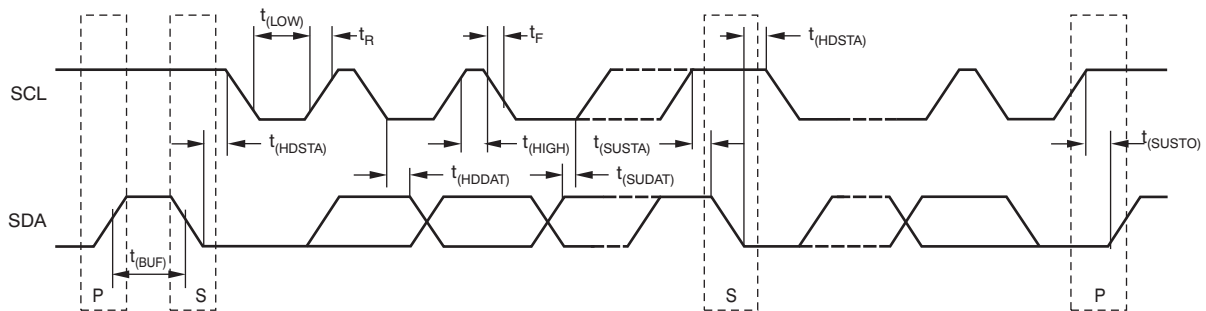 t(LOW)
tR
tF
t(HDSTA)
SCL
t(HDSTA)
t(HIGH)
t(SUSTA)
t(SUSTO)
t(HDDAT)
t(SUDAT)
SDA
t(BUF)
P
S
S
P